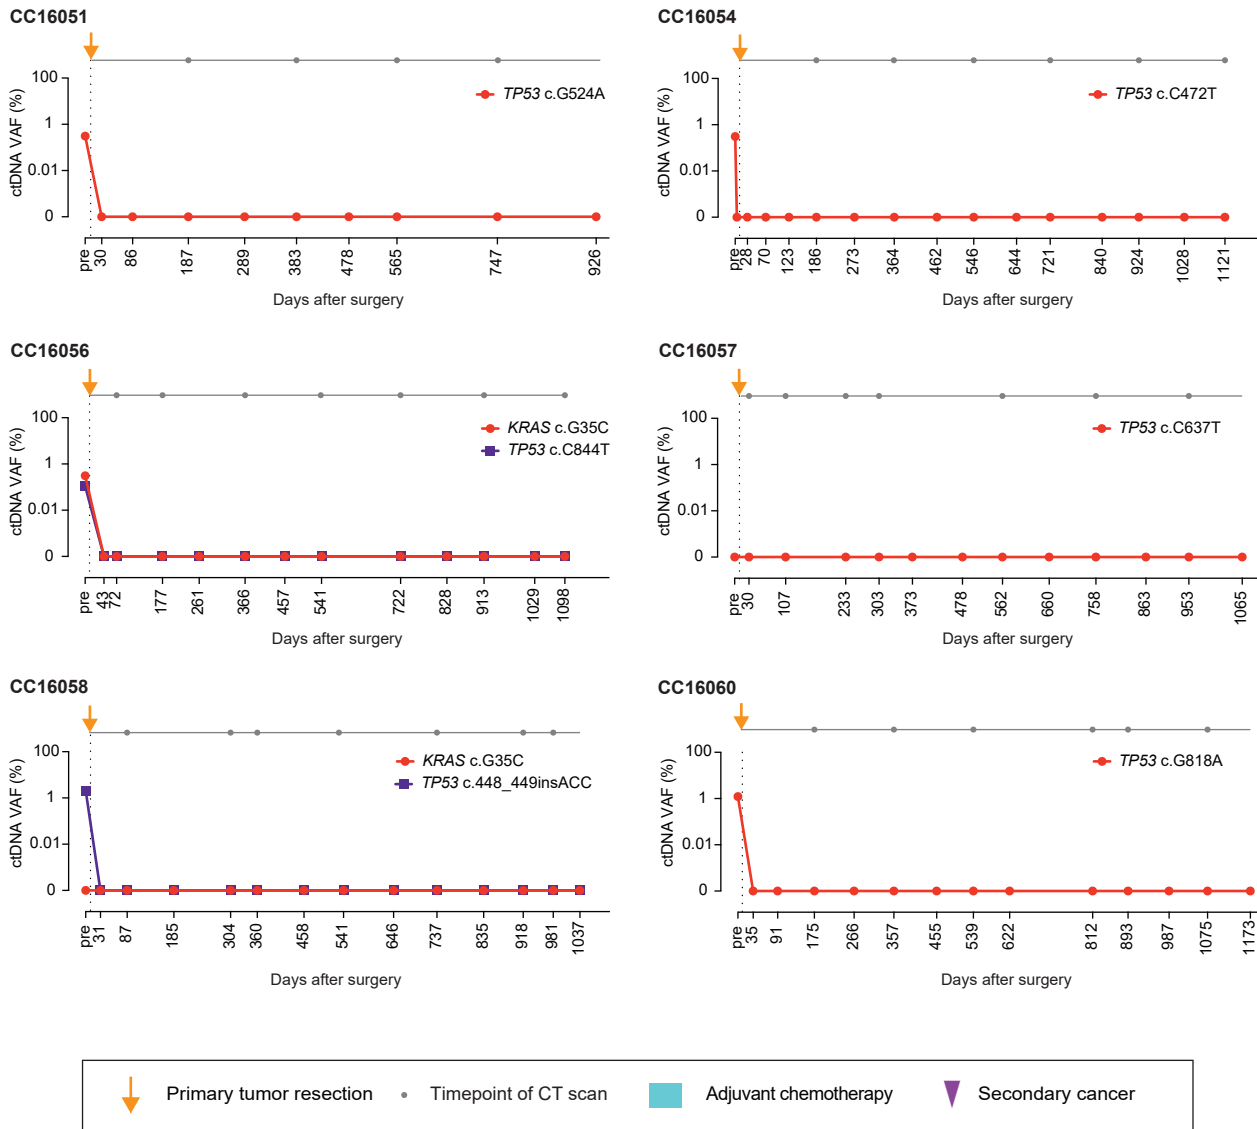 CC16051
ctDNA VAF (%)
100
1
0.01
0
TP53 c.G524A
pre 30 86 187 289 383 478 565 747 926
Days after surgery
CC16054
ctDNA VAF (%)
100
1
0.01
0
TP53 c.C472T
pre 28 70 123 186 273 364 462 546 644 721 840 924 1028 1121
Days after surgery
CC16056
ctDNA VAF (%)
100
1
0.01
0
KRAS c.G35C
TP53 c.C844T
pre 43 72 177 261 366 457 541 722 828 913 1029 1098
Days after surgery
CC16057
ctDNA VAF (%)
100
1
0.01
0
TP53 c.C637T
pre 30 107 233 303 373 478 562 660 758 863 953 1065
Days after surgery
CC16058
ctDNA VAF (%)
100
1
0.01
0
KRAS c.G35C
TP53 c.448_449insACC
pre 31 87 185 304 360 458 541 646 737 835 918 981 1037
Days after surgery
CC16060
ctDNA VAF (%)
100
1
0.01
0
TP53 c.G818A
pre 35 91 175 266 357 455 539 622 812 893 987 1075 1173
Days after surgery
Primary tumor resection
Timepoint of CT scan
Adjuvant chemotherapy
Secondary cancer